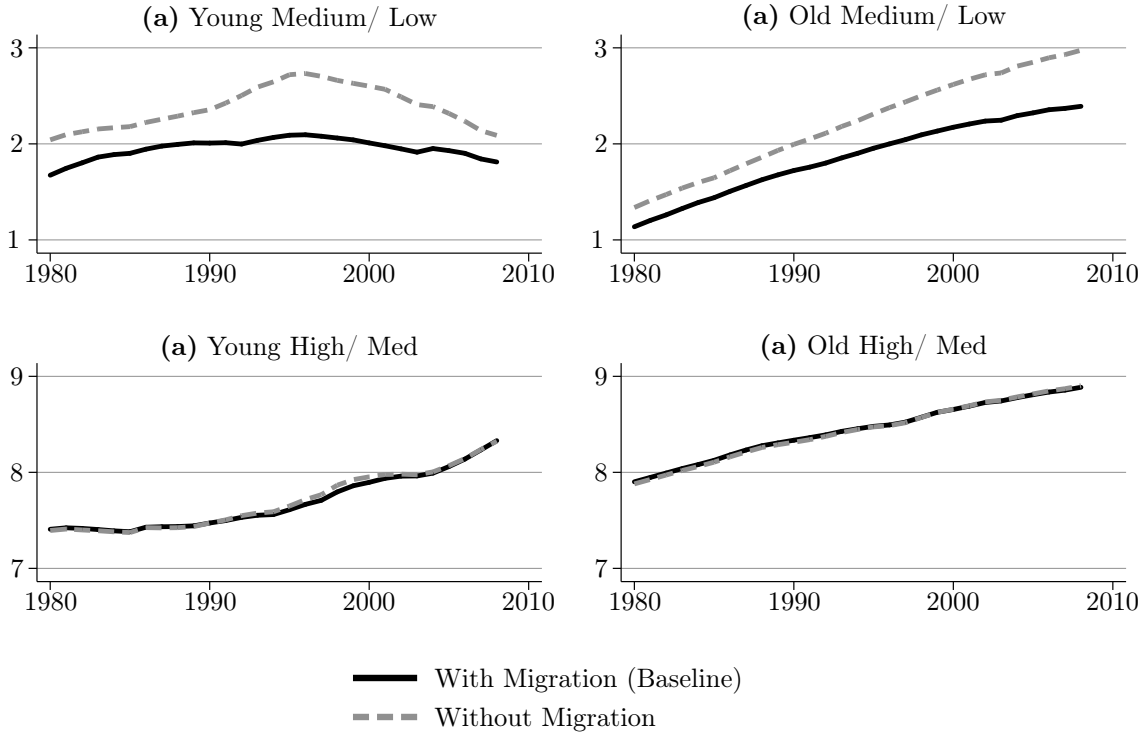 (a) Young Medium/ Low
3
2
1
1980 1990 2000 2010
(a) Old Medium/ Low
3
2
1
1980 1990 2000 2010
(a) Young High/ Med
9
8
7
1980 1990 2000 2010
(a) Old High/ Med
9
8
7
1980 1990 2000 2010
With Migration (Baseline)
Without Migration